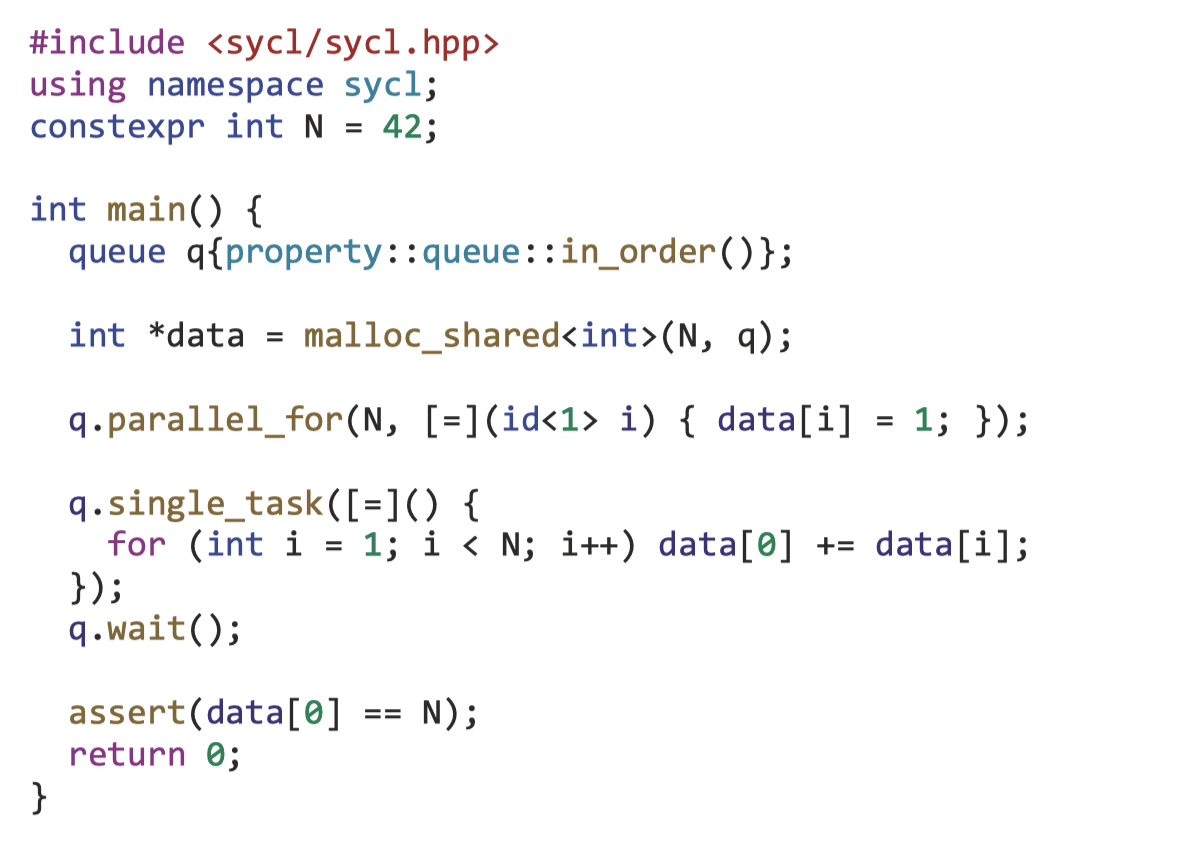 #include <sycl/sycl.hpp>
using namespace sycl;
constexpr int N = 42;

int main() {
  queue q{property::queue::in_order()};

  int *data = malloc_shared<int>(N, q);

  q.parallel_for(N, [=](id<1> i) { data[i] = 1; });

  q.single_task([=]() {
    for (int i = 1; i < N; i++) data[0] += data[i];
  });
  q.wait();

  assert(data[0] == N);
  return 0;
}